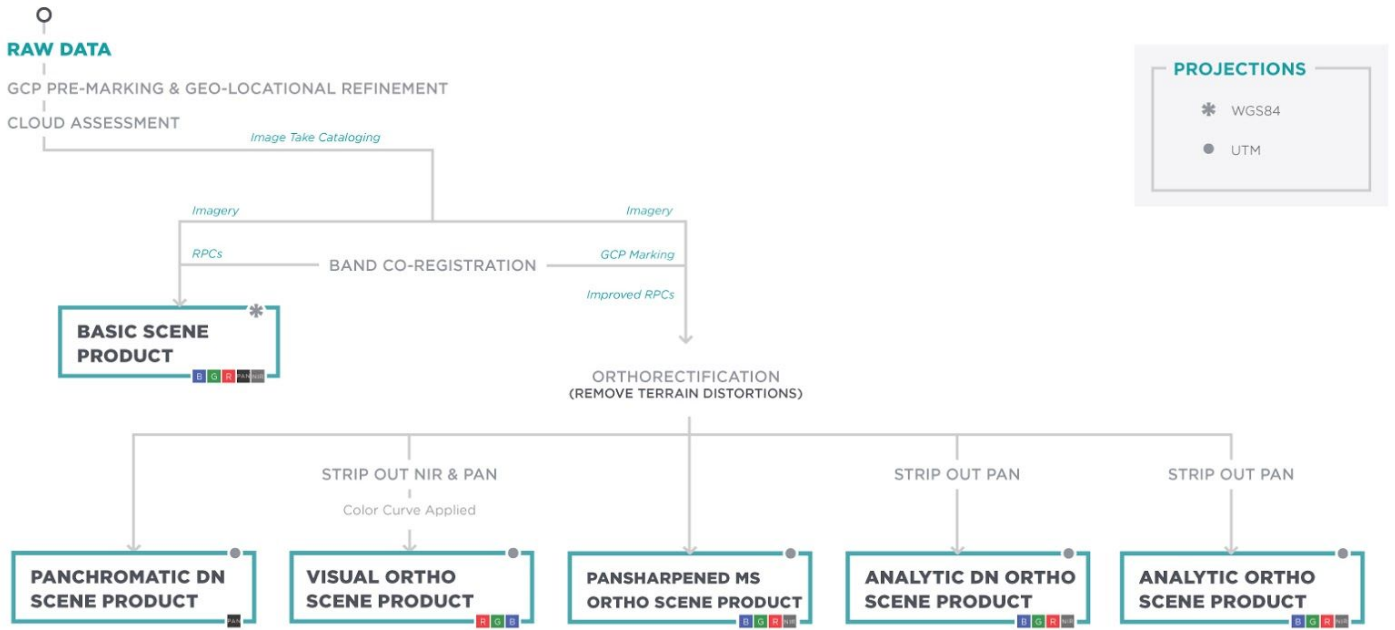 RAW DATA
GCP PRE-MARKING & GEO-LOCATIONAL REFINEMENT
CLOUD ASSESSMENT
Image Take Cataloging
PROJECTIONS
WGS84
UTM
Imagery
Imagery
RPCs
BAND CO-REGISTRATION
GCP Marking
Improved RPCs
BASIC SCENE
PRODUCT
B G R PAN NIR
ORTHORECTIFICATION
(REMOVE TERRAIN DISTORTIONS)
STRIP OUT NIR & PAN
Color Curve Applied
STRIP OUT PAN
STRIP OUT PAN
PANCHROMATIC DN
SCENE PRODUCT
PAN
VISUAL ORTHO
SCENE PRODUCT
R G B
PANSHARPENED MS
ORTHO SCENE PRODUCT
B G R NIR
ANALYTIC DN ORTHO
SCENE PRODUCT
B G R NIR
ANALYTIC ORTHO
SCENE PRODUCT
B G R NIR